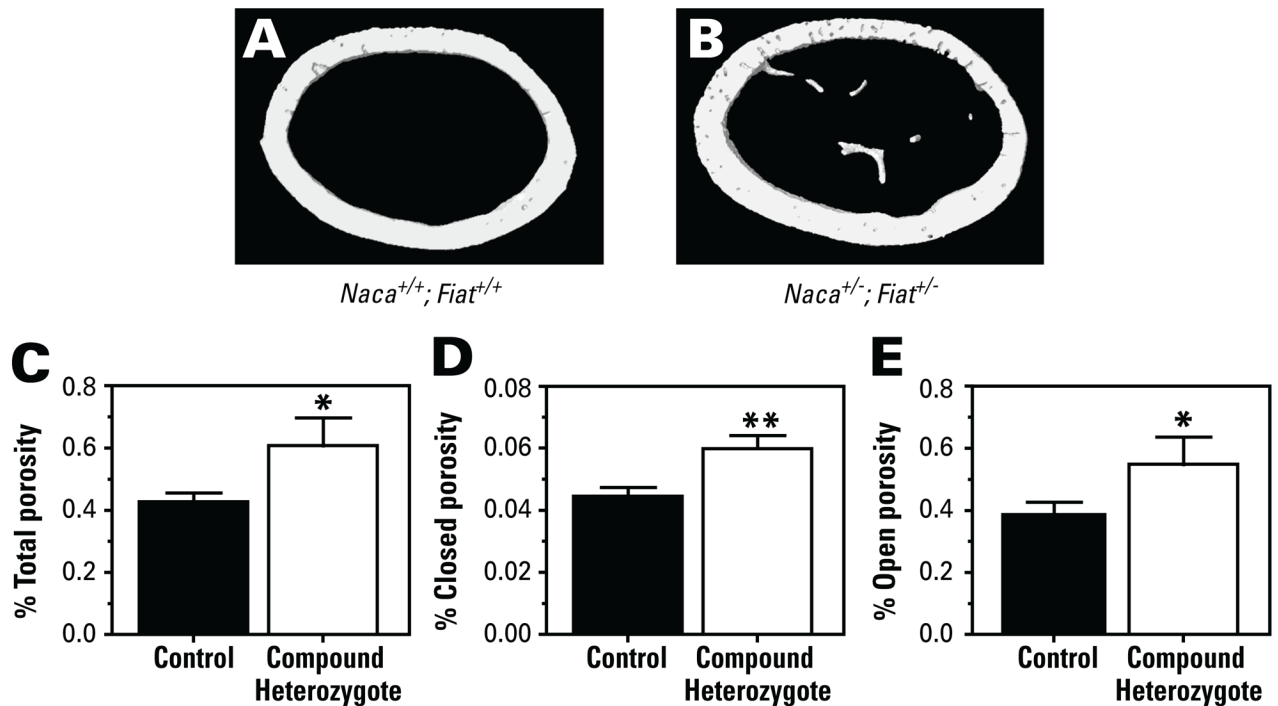 A
B
Naca+/+; Fiat+/+
Naca+/-; Fiat+/-
C
% Total porosity
0.8
0.6
0.4
0.2
0.0
*
Control
Compound
Heterozygote
D
% Closed porosity
0.08
0.06
0.04
0.02
0.00
**
Control
Compound
Heterozygote
E
% Open porosity
0.8
0.6
0.4
0.2
0.0
*
Control
Compound
Heterozygote